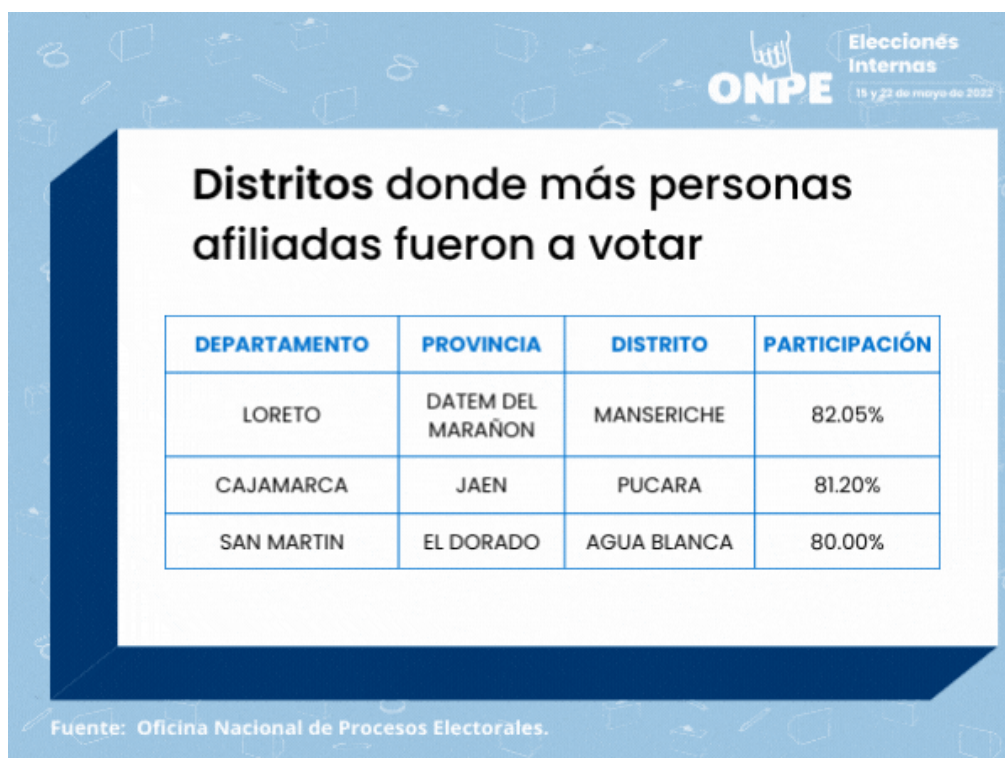 ONPE
Elecciones
Internas
15 y 22 de mayo de 2022
Distritos donde más personas
afiliadas fueron a votar
DEPARTAMENTO PROVINCIA DISTRITO PARTICIPACIÓN
LORETO DATEM DEL MARAÑON MANSERICHE 82.05%
CAJAMARCA JAEN PUCARA 81.20%
SAN MARTIN EL DORADO AGUA BLANCA 80.00%
Fuente: Oficina Nacional de Procesos Electorales.